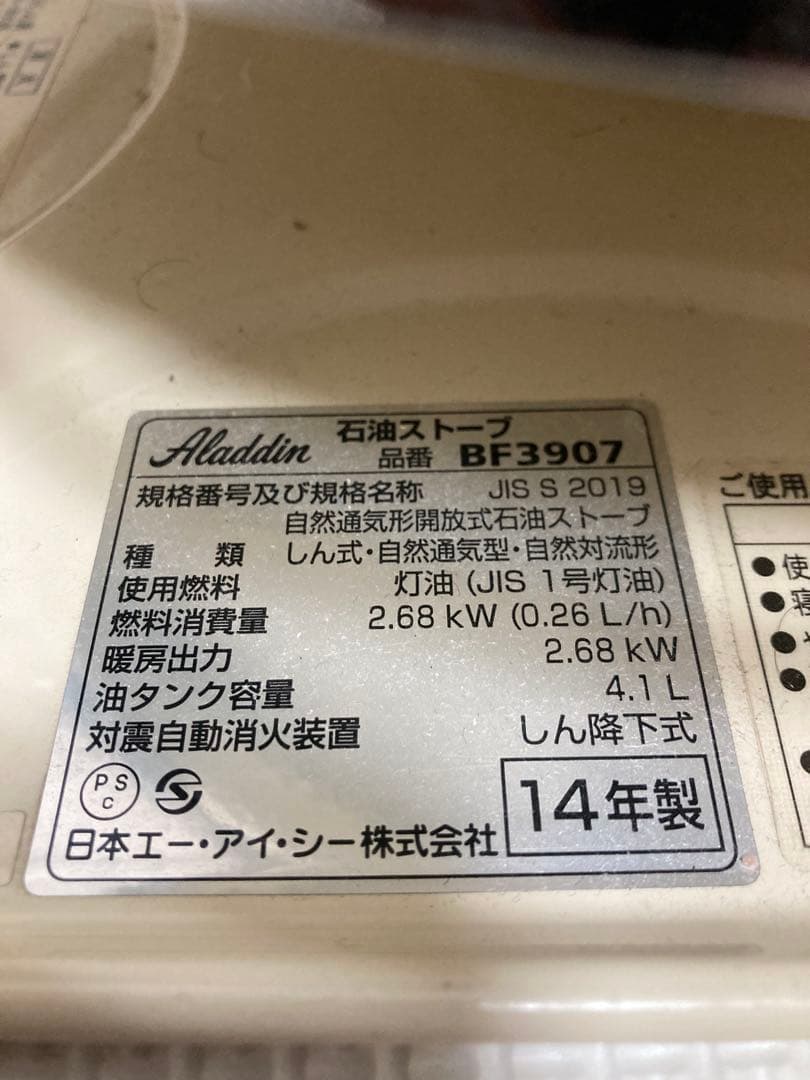 Aladdin 石油ストーブ
品番 BF3907
規格番号及び規格名称 JIS S 2019
自然通気形開放式石油ストーブ
種 類 しん式・自然通気型・自然対流形
使用燃料 灯油 (JIS 1号灯油)
燃料消費量 2.68 kW (0.26 L/h)
暖房出力 2.68 kW
油タンク容量 4.1 L
対震自動消火装置 しん降下式
PS
C
14年製
日本エー・アイ・シー株式会社
ご使用
●使
●寝